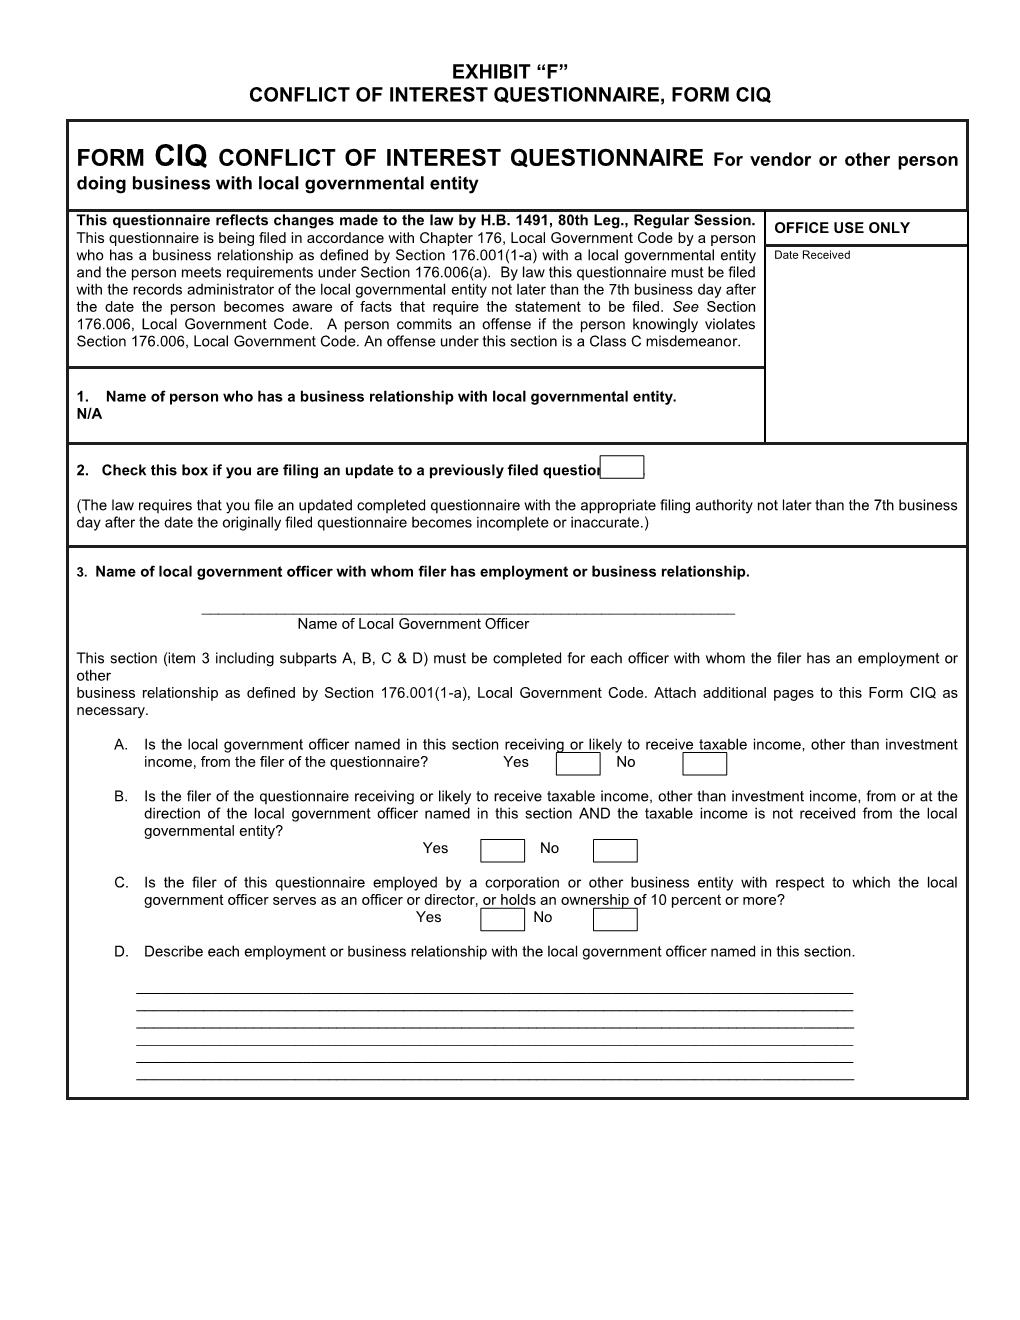 EXHIBIT “F”
CONFLICT OF INTEREST QUESTIONNAIRE, FORM CIQ
FORM CIQ CONFLICT OF INTEREST QUESTIONNAIRE For vendor or other person
doing business with local governmental entity
This questionnaire reflects changes made to the law by H.B. 1491, 80th Leg., Regular Session.
This questionnaire is being filed in accordance with Chapter 176, Local Government Code by a person
who has a business relationship as defined by Section 176.001(1-a) with a local governmental entity
and the person meets requirements under Section 176.006(a). By law this questionnaire must be filed
with the records administrator of the local governmental entity not later than the 7th business day after
the date the person becomes aware of facts that require the statement to be filed. See Section
176.006, Local Government Code. A person commits an offense if the person knowingly violates
Section 176.006, Local Government Code. An offense under this section is a Class C misdemeanor.
OFFICE USE ONLY
Date Received
1. Name of person who has a business relationship with local governmental entity.
N/A
2. Check this box if you are filing an update to a previously filed question
(The law requires that you file an updated completed questionnaire with the appropriate filing authority not later than the 7th business
day after the date the originally filed questionnaire becomes incomplete or inaccurate.)
3. Name of local government officer with whom filer has employment or business relationship.
Name of Local Government Officer
This section (item 3 including subparts A, B, C & D) must be completed for each officer with whom the filer has an employment or
other
business relationship as defined by Section 176.001(1-a), Local Government Code. Attach additional pages to this Form CIQ as
necessary.
A. Is the local government officer named in this section receiving or likely to receive taxable income, other than investment
income, from the filer of the questionnaire? Yes No
B. Is the filer of the questionnaire receiving or likely to receive taxable income, other than investment income, from or at the
direction of the local government officer named in this section AND the taxable income is not received from the local
governmental entity?
Yes No
C. Is the filer of this questionnaire employed by a corporation or other business entity with respect to which the local
government officer serves as an officer or director, or holds an ownership of 10 percent or more?
Yes No
D. Describe each employment or business relationship with the local government officer named in this section.